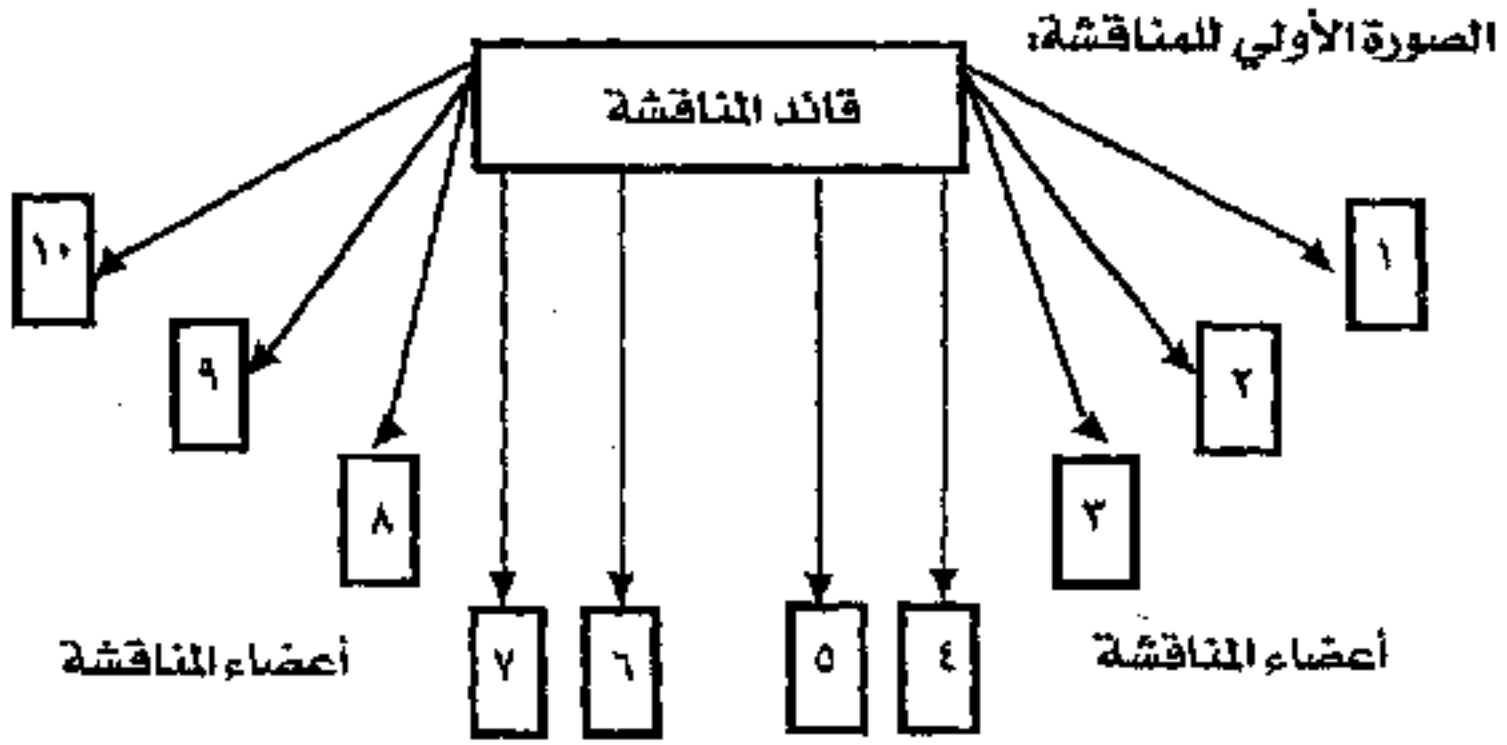 الصورة الأولي للمناقشة:
قائد المناقشة
١
١٠
٢
٩
٣
٨
٤
٥
٦
٧
أعضاء المناقشة
أعضاء المناقشة